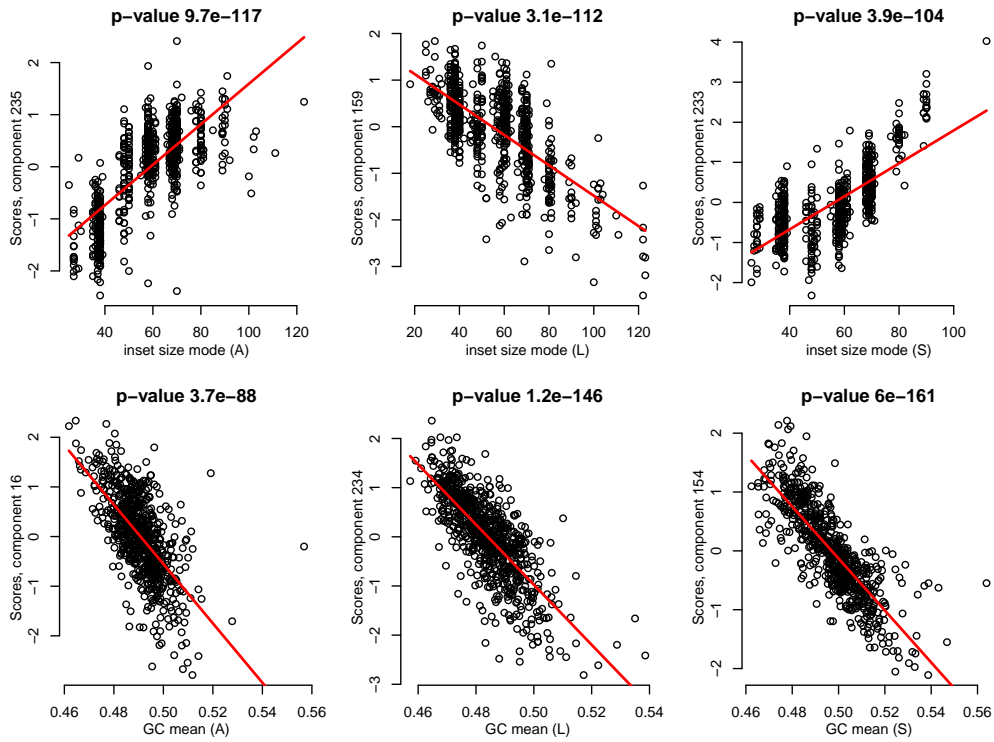 p−value 9.7e−117
Scores, component 235
2
1
0
−1
−2
40 60 80 100 120
inset size mode (A)
p−value 3.1e−112
Scores, component 159
2
1
0
−1
−2
−3
20 40 60 80 100 120
inset size mode (L)
p−value 3.9e−104
Scores, component 233
4
3
2
1
0
−1
−2
40 60 80 100
inset size mode (S)
p−value 3.7e−88
Scores, component 16
2
1
0
−1
−2
0.46 0.48 0.50 0.52 0.54 0.56
GC mean (A)
p−value 1.2e−146
Scores, component 234
2
1
0
−1
−2
−3
0.46 0.48 0.50 0.52 0.54
GC mean (L)
p−value 6e−161
Scores, component 154
2
1
0
−1
−2
0.46 0.48 0.50 0.52 0.54 0.56
GC mean (S)